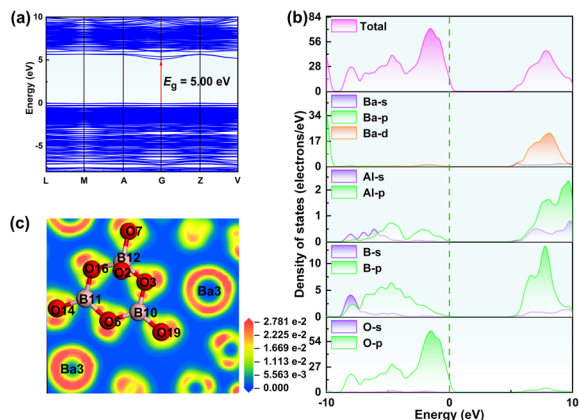 (a)
10
5
0
-5
Energy (eV)
Eg = 5.00 eV
L M A G Z V
(b)
84
56
28
0
Total
34
17
0
Ba-s
Ba-p
Ba-d
2
1
0
Al-s
Al-p
10
5
0
B-s
B-p
54
27
0
O-s
O-p
Density of states (electrons/eV)
-10 -5 0 5 10
Energy (eV)
(c)
O7
B12
O16 O2
O3
Ba3
B11
B10
O14
O19
Ba3
2.781 e-2
2.225 e-2
1.669 e-2
1.113 e-2
5.563 e-3
0.000